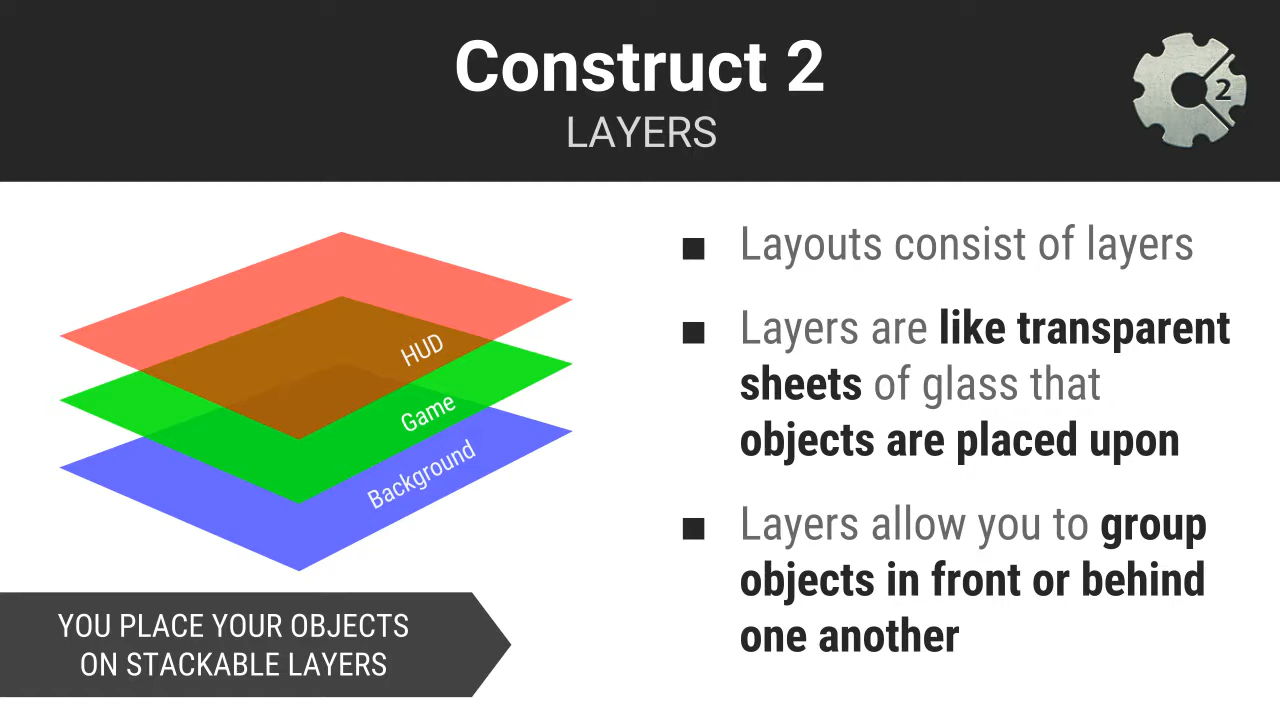 Construct 2
LAYERS
2
HUD
Game
Background
YOU PLACE YOUR OBJECTS
ON STACKABLE LAYERS
■ Layouts consist of layers
■ Layers are like transparent
sheets of glass that
objects are placed upon
■ Layers allow you to group
objects in front or behind
one another